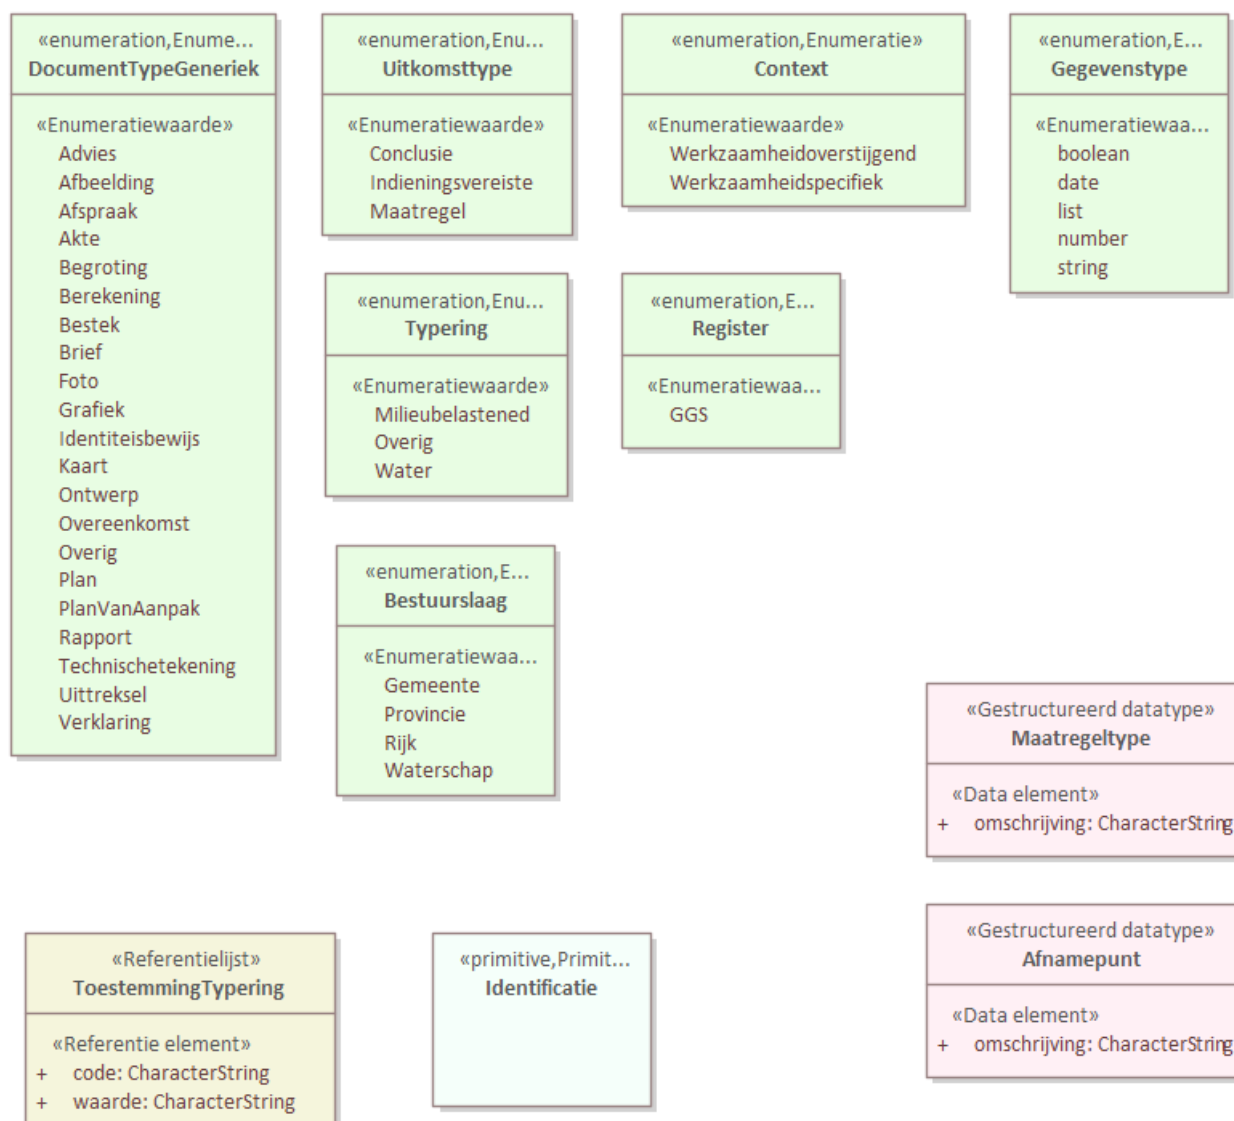 «enumeration,Enume...
DocumentTypeGeneriek
«Enumeratiewaarde»
Advies
Afbeelding
Afspraak
Akte
Begroting
Berekening
Bestek
Brief
Foto
Grafiek
Identiteisbewijs
Kaart
Ontwerp
Overeenkomst
Overig
Plan
PlanVanAanpak
Rapport
Technischetekening
Uittreksel
Verklaring
«enumeration,Enu...
Uitkomsttype
«Enumeratiewaarde»
Conclusie
Indieningsvereiste
Maatregel
«enumeration,Enumeratie»
Context
«Enumeratiewaarde»
Werkzaamheidoverstijgend
Werkzaamheidspecifiek
«enumeration,E...
Gegevenstype
«Enumeratiewaa...
boolean
date
list
number
string
«enumeration,Enu...
Typering
«Enumeratiewaarde»
Milieubelastened
Overig
Water
«enumeration,E...
Register
«Enumeratiewaa...
GGS
«enumeration,E...
Bestuurslaag
«Enumeratiewaa...
Gemeente
Provincie
Rijk
Waterschap
«Gestructureerd datatype»
Maatregeltype
«Data element»
+ omschrijving: CharacterString
«Gestructureerd datatype»
Afnamepunt
«Data element»
+ omschrijving: CharacterString
«Referentielijst»
ToestemmingTypering
«Referentie element»
+ code: CharacterString
+ waarde: CharacterString
«primitive,Primit...
Identificatie